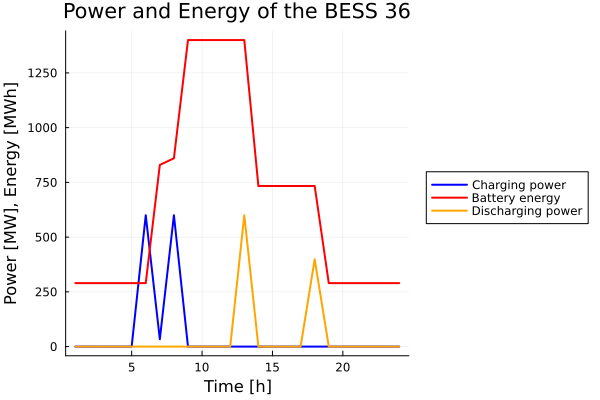 Power and Energy of the BESS 36
Power [MW], Energy [MWh]
1250
1000
750
500
250
0
5
10
15
20
Time [h]
Charging power
Battery energy
Discharging power